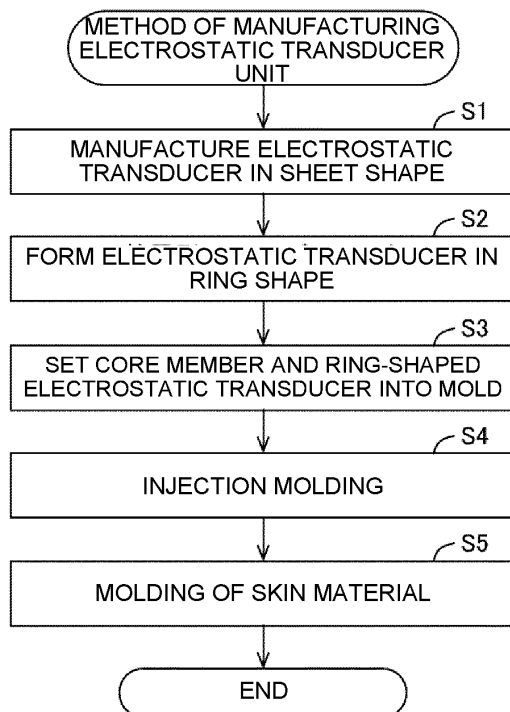 METHOD OF MANUFACTURING
ELECTROSTATIC TRANSDUCER
UNIT
S1
MANUFACTURE ELECTROSTATIC
TRANSDUCER IN SHEET SHAPE
S2
FORM ELECTROSTATIC TRANSDUCER IN
RING SHAPE
S3
SET CORE MEMBER AND RING-SHAPED
ELECTROSTATIC TRANSDUCER INTO MOLD
S4
INJECTION MOLDING
S5
MOLDING OF SKIN MATERIAL
END